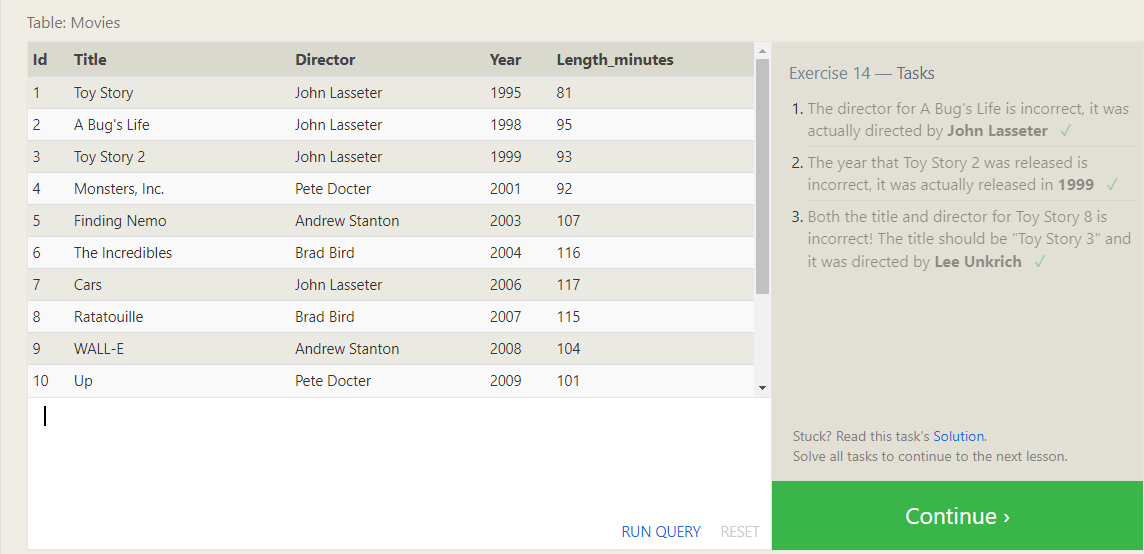 Table: Movies
Id Title Director Year Length_minutes
1 Toy Story John Lasseter 1995 81
2 A Bug's Life John Lasseter 1998 95
3 Toy Story 2 John Lasseter 1999 93
4 Monsters, Inc. Pete Docter 2001 92
5 Finding Nemo Andrew Stanton 2003 107
6 The Incredibles Brad Bird 2004 116
7 Cars John Lasseter 2006 117
8 Ratatouille Brad Bird 2007 115
9 WALL-E Andrew Stanton 2008 104
10 Up Pete Docter 2009 101
RUN QUERY RESET
Exercise 14 — Tasks
1. The director for A Bug's Life is incorrect, it was
actually directed by John Lasseter ✓
2. The year that Toy Story 2 was released is
incorrect, it was actually released in 1999 ✓
3. Both the title and director for Toy Story 8 is
incorrect! The title should be "Toy Story 3" and
it was directed by Lee Unkrich ✓
Stuck? Read this task's Solution.
Solve all tasks to continue to the next lesson.
Continue ›